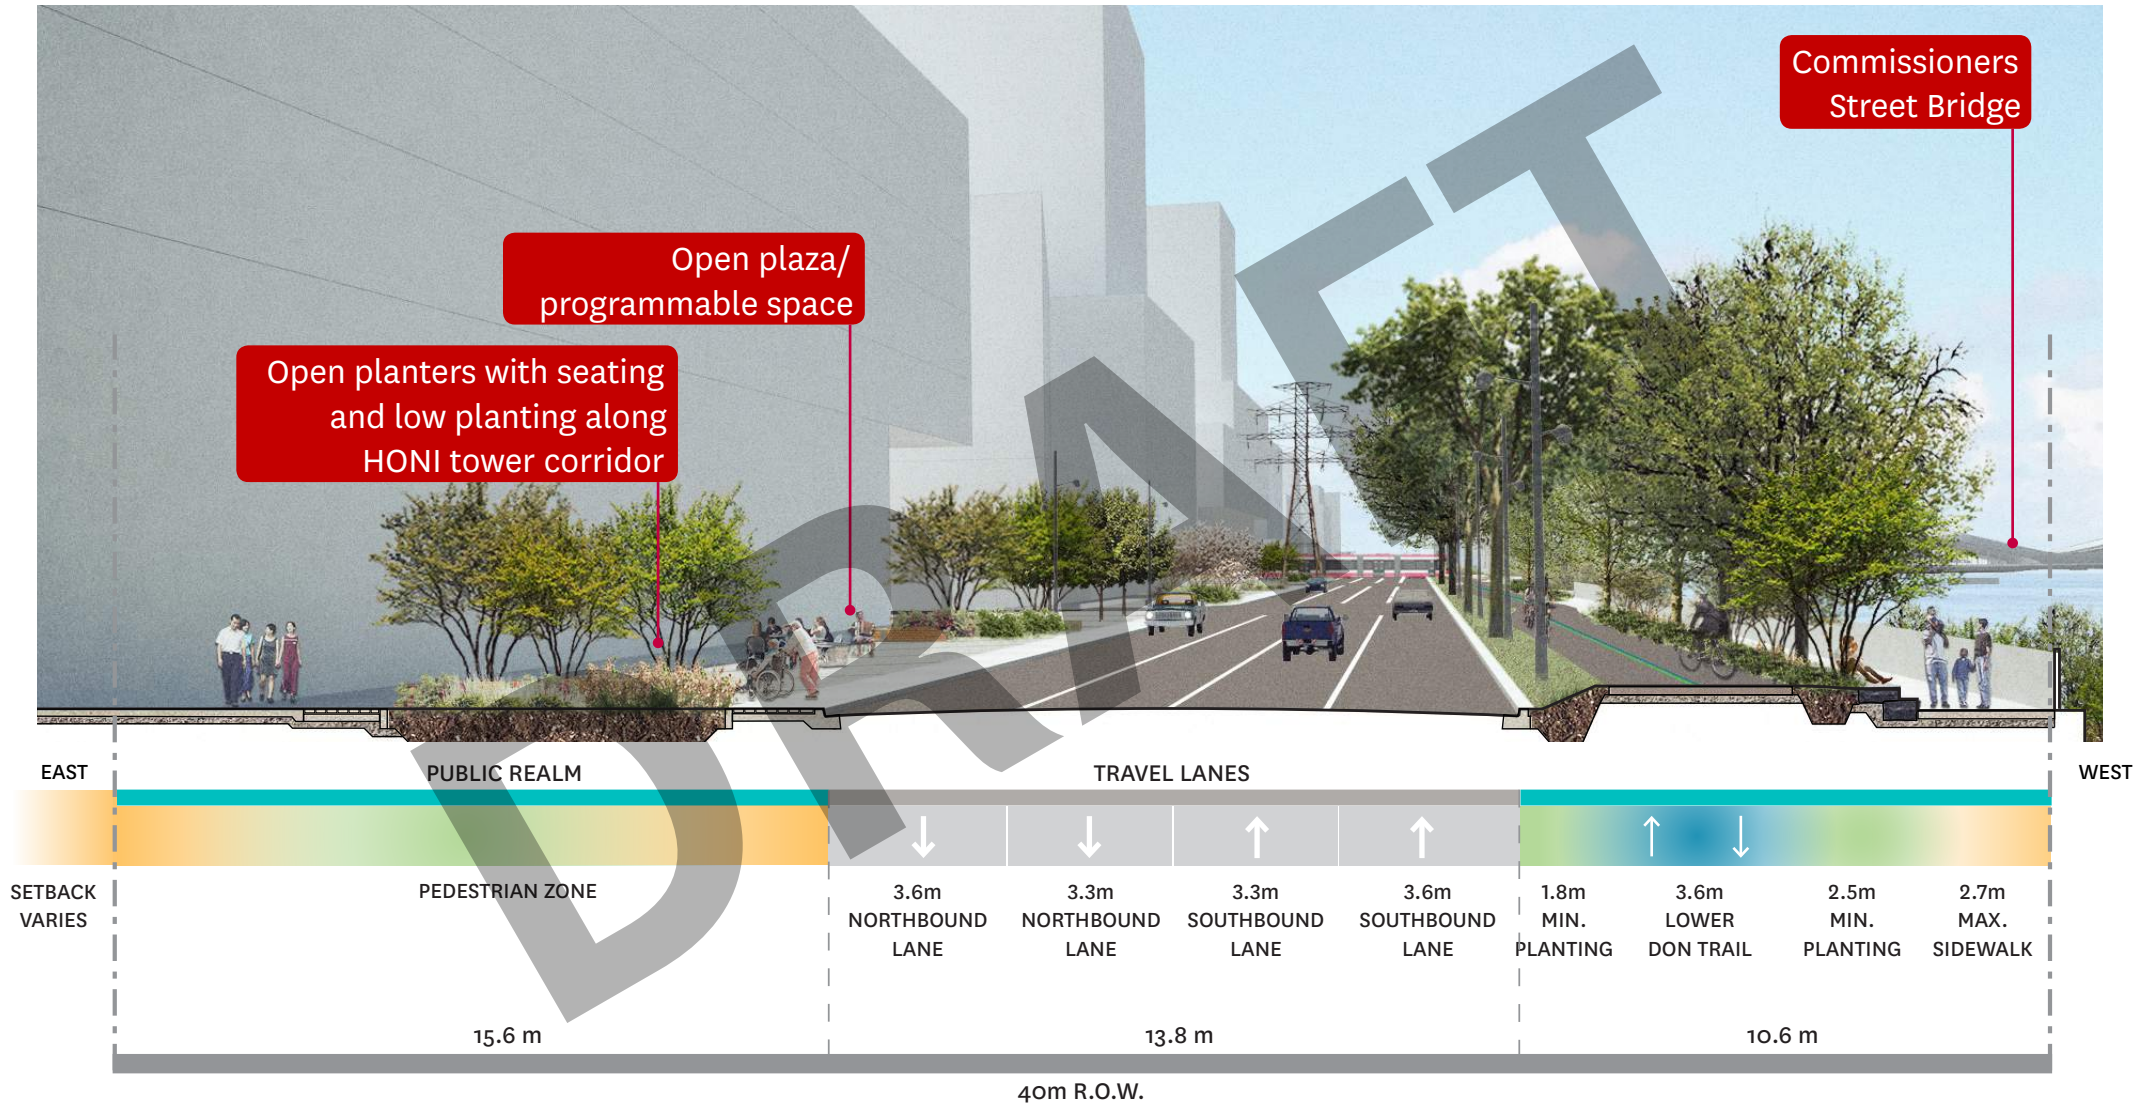 Commissioners
Street Bridge
Open plaza/
programmable space
Open planters with seating
and low planting along
HONI tower corridor
DRAFT
EAST
PUBLIC REALM
TRAVEL LANES
WEST
SETBACK
VARIES
PEDESTRIAN ZONE
3.6m
NORTHBOUND
LANE
3.3m
NORTHBOUND
LANE
3.3m
SOUTHBOUND
LANE
3.6m
SOUTHBOUND
LANE
1.8m
MIN.
PLANTING
3.6m
LOWER
DON TRAIL
2.5m
MIN.
PLANTING
2.7m
MAX.
SIDEWALK
15.6 m
13.8 m
10.6 m
40m R.O.W.